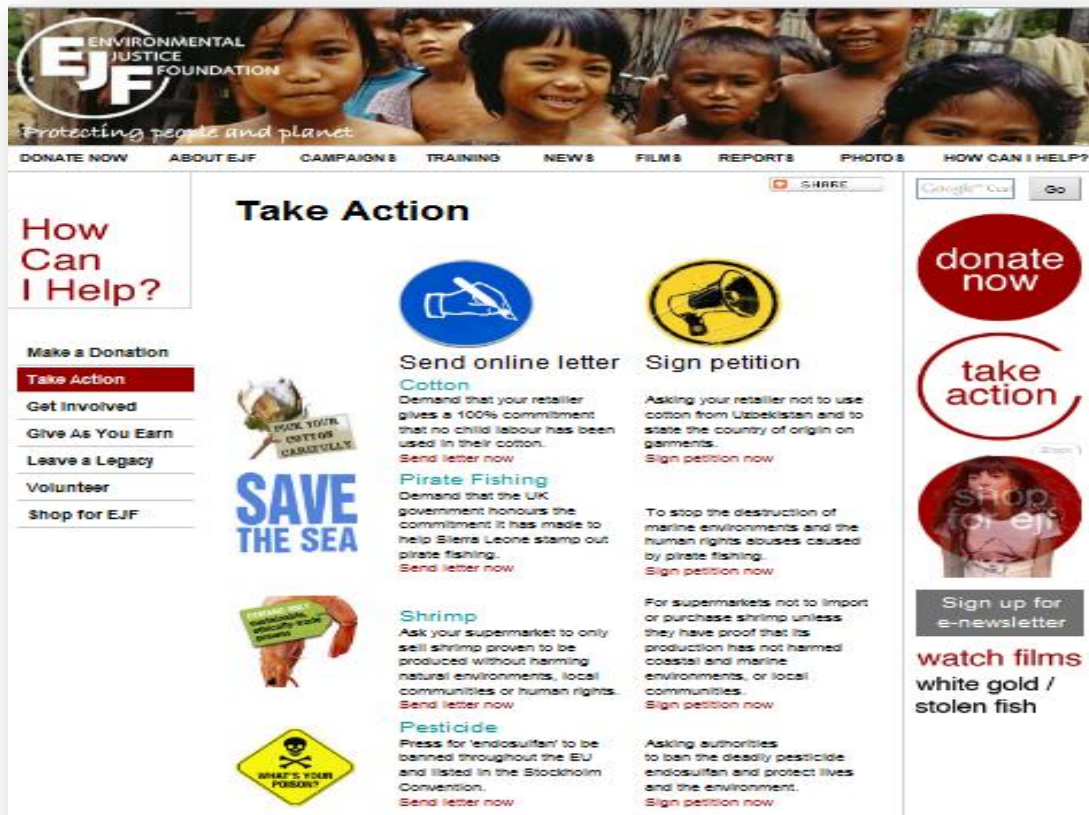 ENVIRONMENTAL
JUSTICE
FOUNDATION
EJF
Protecting people and planet
DONATE NOW ABOUT EJF CAMPAIGNS TRAINING NEWS FILMS REPORTS PHOTOS HOW CAN I HELP?
SHARE
Go
How
Can
I Help?
Make a Donation
Take Action
Get Involved
Give As You Earn
Leave a Legacy
Volunteer
Shop for EJF
Take Action
Send online letter
Sign petition
PICK YOUR
COTTON
CAREFULLY
Cotton
Demand that your retailer
gives a 100% commitment
that no child labour has been
used in their cotton.
Send letter now
Asking your retailer not to use
cotton from Uzbekistan and to
state the country of origin on
garments.
Sign petition now
SAVE
THE SEA
Pirate Fishing
Demand that the UK
government honours the
commitment it has made to
help Sierra Leone stamp out
pirate fishing.
Send letter now
To stop the destruction of
marine environments and the
human rights abuses caused
by pirate fishing.
Sign petition now
Shrimp
Ask your supermarket to only
sell shrimp proven to be
produced without harming
natural environments, local
communities or human rights.
Send letter now
For supermarkets not to import
or purchase shrimp unless
they have proof that its
production has not harmed
coastal and marine
environments, or local
communities.
Sign petition now
WHAT'S YOUR
POISON?
Pesticide
Press for 'endosulfan' to be
banned throughout the EU
and listed in the Stockholm
Convention.
Send letter now
Asking authorities
to ban the deadly pesticide
endosulfan and protect lives
and the environment.
Sign petition now
donate
now
take
action
shop
for ejf
Sign up for
e-newsletter
watch films
white gold /
stolen fish